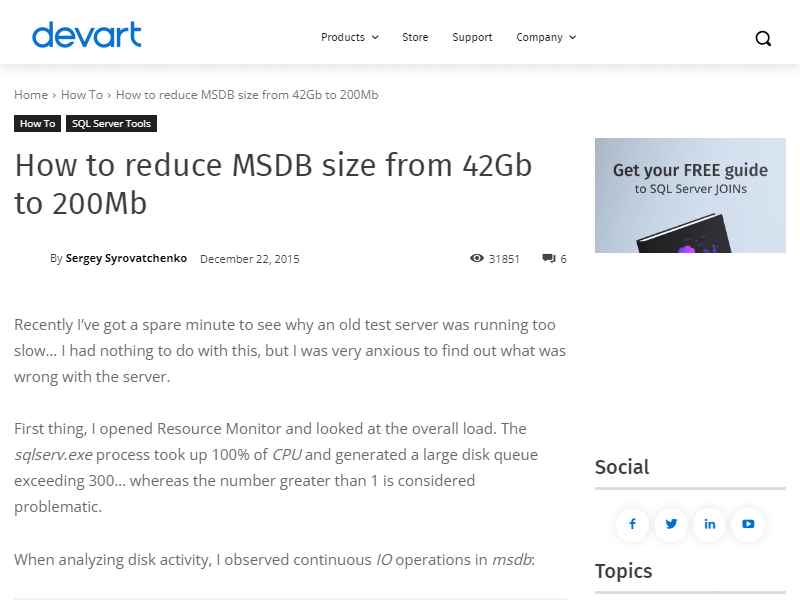 devart
Products
Store
Support
Company
Home › How To › How to reduce MSDB size from 42Gb to 200Mb
How To
SQL Server Tools
How to reduce MSDB size from 42Gb
to 200Mb
By Sergey Syrovatchenko
December 22, 2015
31851
6
Recently I’ve got a spare minute to see why an old test server was running too
slow… I had nothing to do with this, but I was very anxious to find out what was
wrong with the server.
First thing, I opened Resource Monitor and looked at the overall load. The
sqlserv.exe process took up 100% of CPU and generated a large disk queue
exceeding 300… whereas the number greater than 1 is considered
problematic.
When analyzing disk activity, I observed continuous IO operations in msdb:
Get your FREE guide
to SQL Server JOINs
Social
Topics